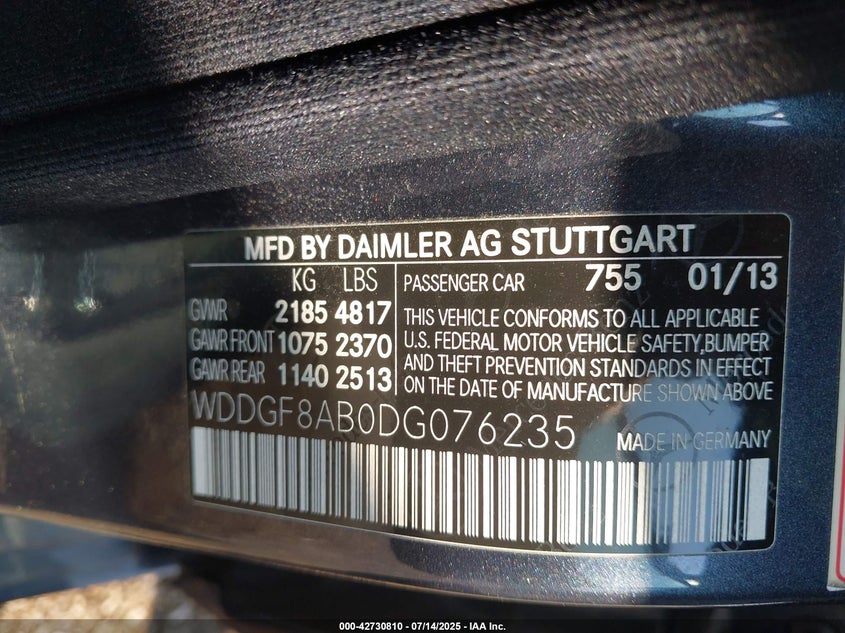 MFD BY DAIMLER AG STUTTGART
KG LBS
GVWR 2185 4817
GAWR FRONT 1075 2370
GAWR REAR 1140 2513
PASSENGER CAR 755 01/13
THIS VEHICLE CONFORMS TO ALL APPLICABLE
U.S. FEDERAL MOTOR VEHICLE SAFETY,BUMPER
AND THEFT PREVENTION STANDARDS IN EFFECT
ON THE DATE OF MANUFACTURE SHOWN ABOVE
WDDGF8AB0DG076235
MADE IN GERMANY
000-42730810 - 07/14/2025 - IAA Inc.